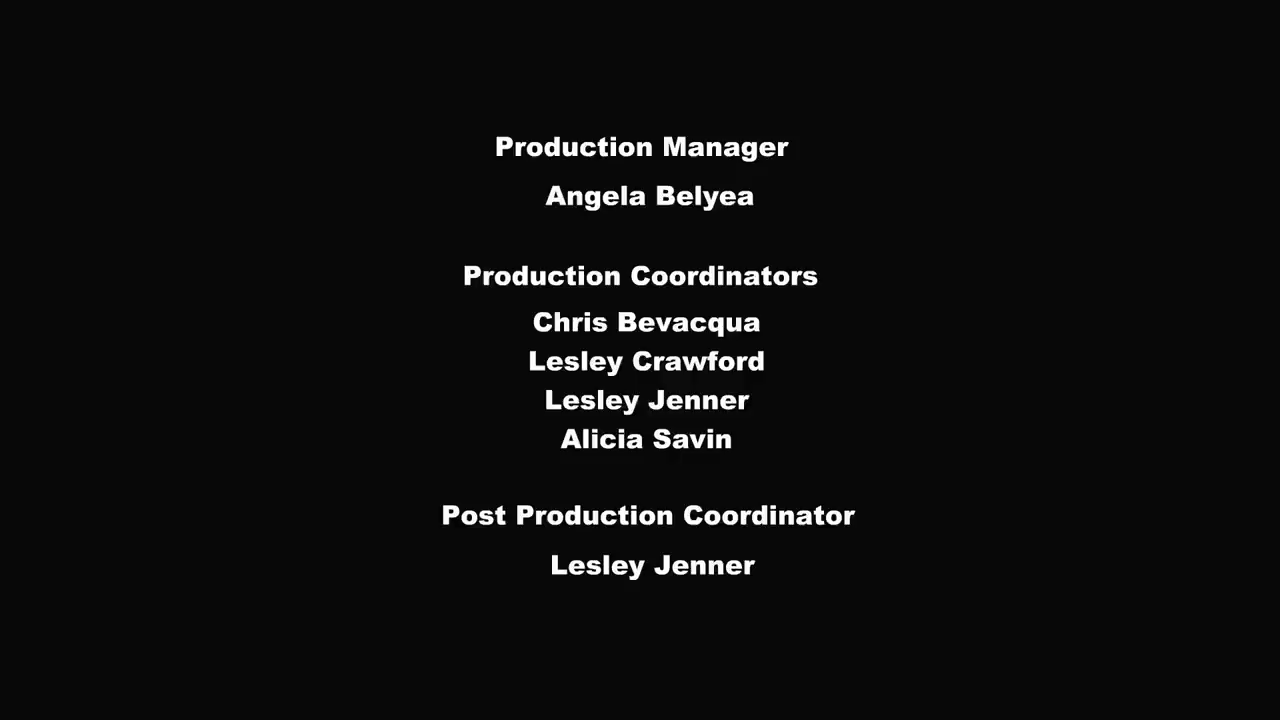 Production Manager
Angela Belyea
Production Coordinators
Chris Bevacqua
Lesley Crawford
Lesley Jenner
Alicia Savin
Post Production Coordinator
Lesley Jenner